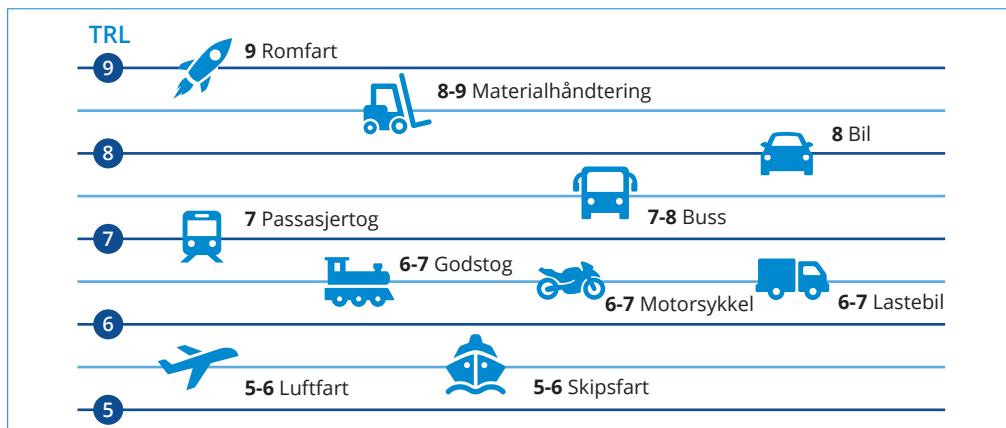 TRL
9
9 Romfart
8-9 Materialhåndtering
8
8 Bil
7-8 Buss
7
7 Passasjertog
6-7 Godstog
6-7 Motorsykkel
6-7 Lastebil
6
5-6 Luftfart
5-6 Skipsfart
5